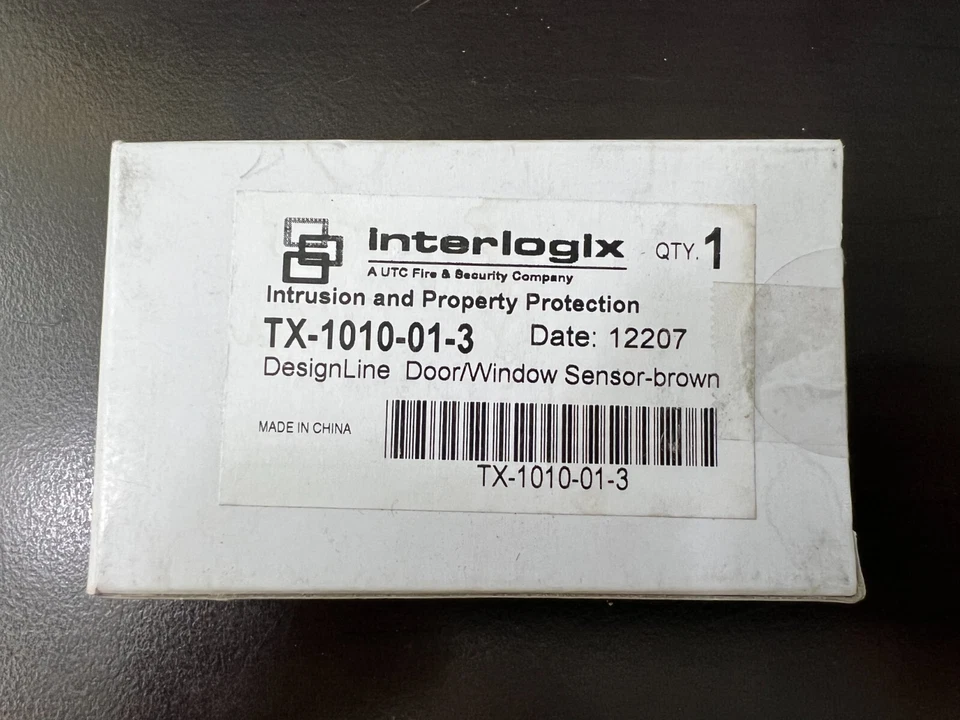 interlogix QTY. 1
A UTC Fire & Security Company
Intrusion and Property Protection
TX-1010-01-3 Date: 12207
DesignLine Door/Window Sensor-brown
MADE IN CHINA
TX-1010-01-3